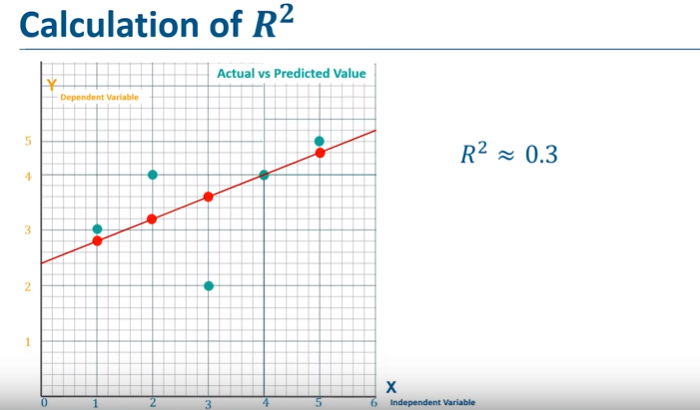 Calculation of R²
Actual vs Predicted Value
Y
Dependent Variable
5
4
3
2
1
R² ≈ 0.3
X
0 1 2 3 4 5 6 Independent Variable